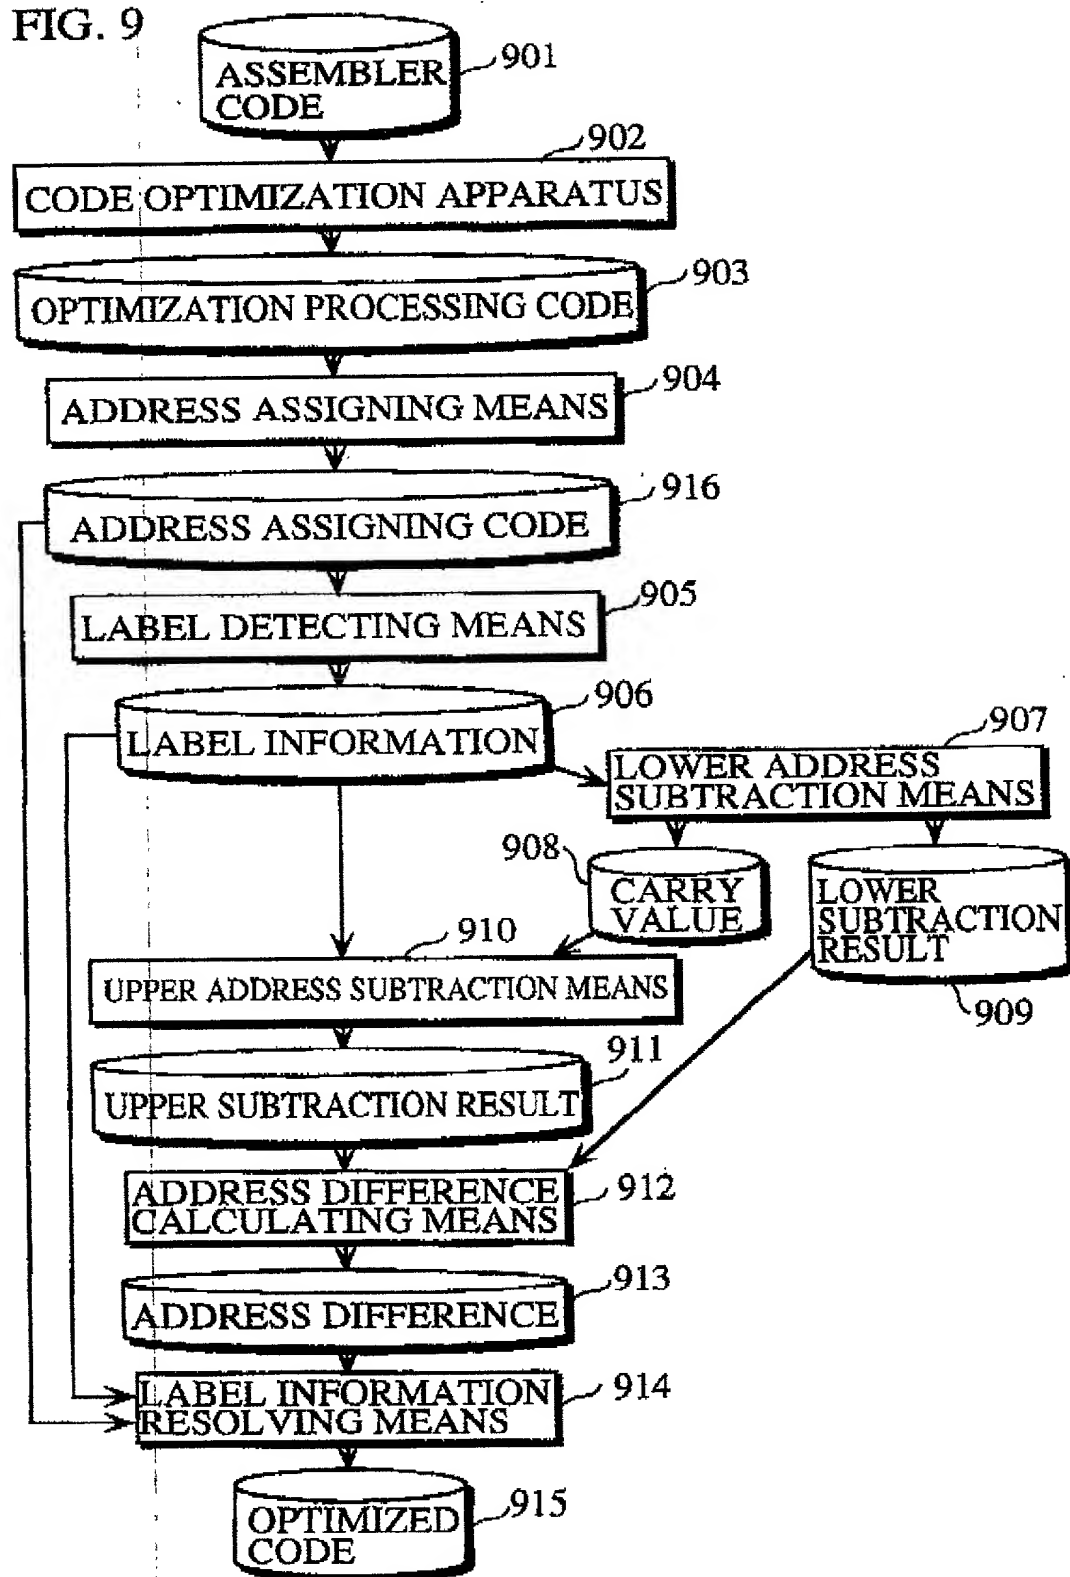 FIG. 9
ASSEMBLER
CODE
901
902
CODE OPTIMIZATION APPARATUS
903
OPTIMIZATION PROCESSING CODE
904
ADDRESS ASSIGNING MEANS
916
ADDRESS ASSIGNING CODE
905
LABEL DETECTING MEANS
906
LABEL INFORMATION
907
LOWER ADDRESS
SUBTRACTION MEANS
908
CARRY
VALUE
LOWER
SUBTRACTION
RESULT
909
910
UPPER ADDRESS SUBTRACTION MEANS
911
UPPER SUBTRACTION RESULT
ADDRESS DIFFERENCE
CALCULATING MEANS
912
913
ADDRESS DIFFERENCE
LABEL INFORMATION
RESOLVING MEANS
914
OPTIMIZED
CODE
915